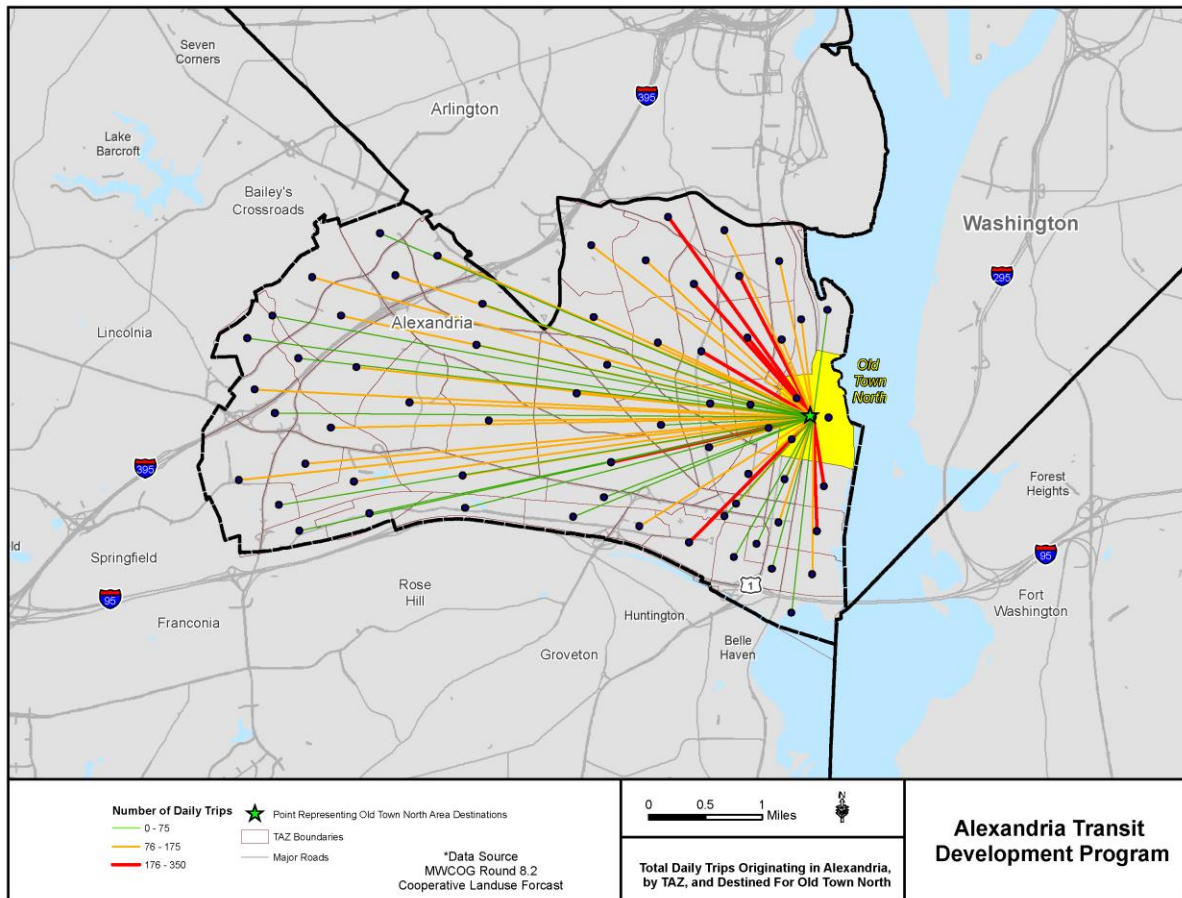 Seven
Corners
395
Arlington
Lake
Barcroft
Bailey's
Crossroads
Washington
295
Lincolnia
Alexandria
Old
Town
North
395
Forest
Heights
ld
Springfield
95
1
95
Rose
Hill
Fort
Washington
Franconia
Huntington
Belle
Haven
Groveton
Number of Daily Trips
0 - 75
76 - 175
176 - 350
Point Representing Old Town North Area Destinations
TAZ Boundaries
Major Roads
*Data Source
MWCOG Round 8.2
Cooperative Landuse Forcast
0 0.5 1
Miles
N
Total Daily Trips Originating in Alexandria,
by TAZ, and Destined For Old Town North
Alexandria Transit
Development Program